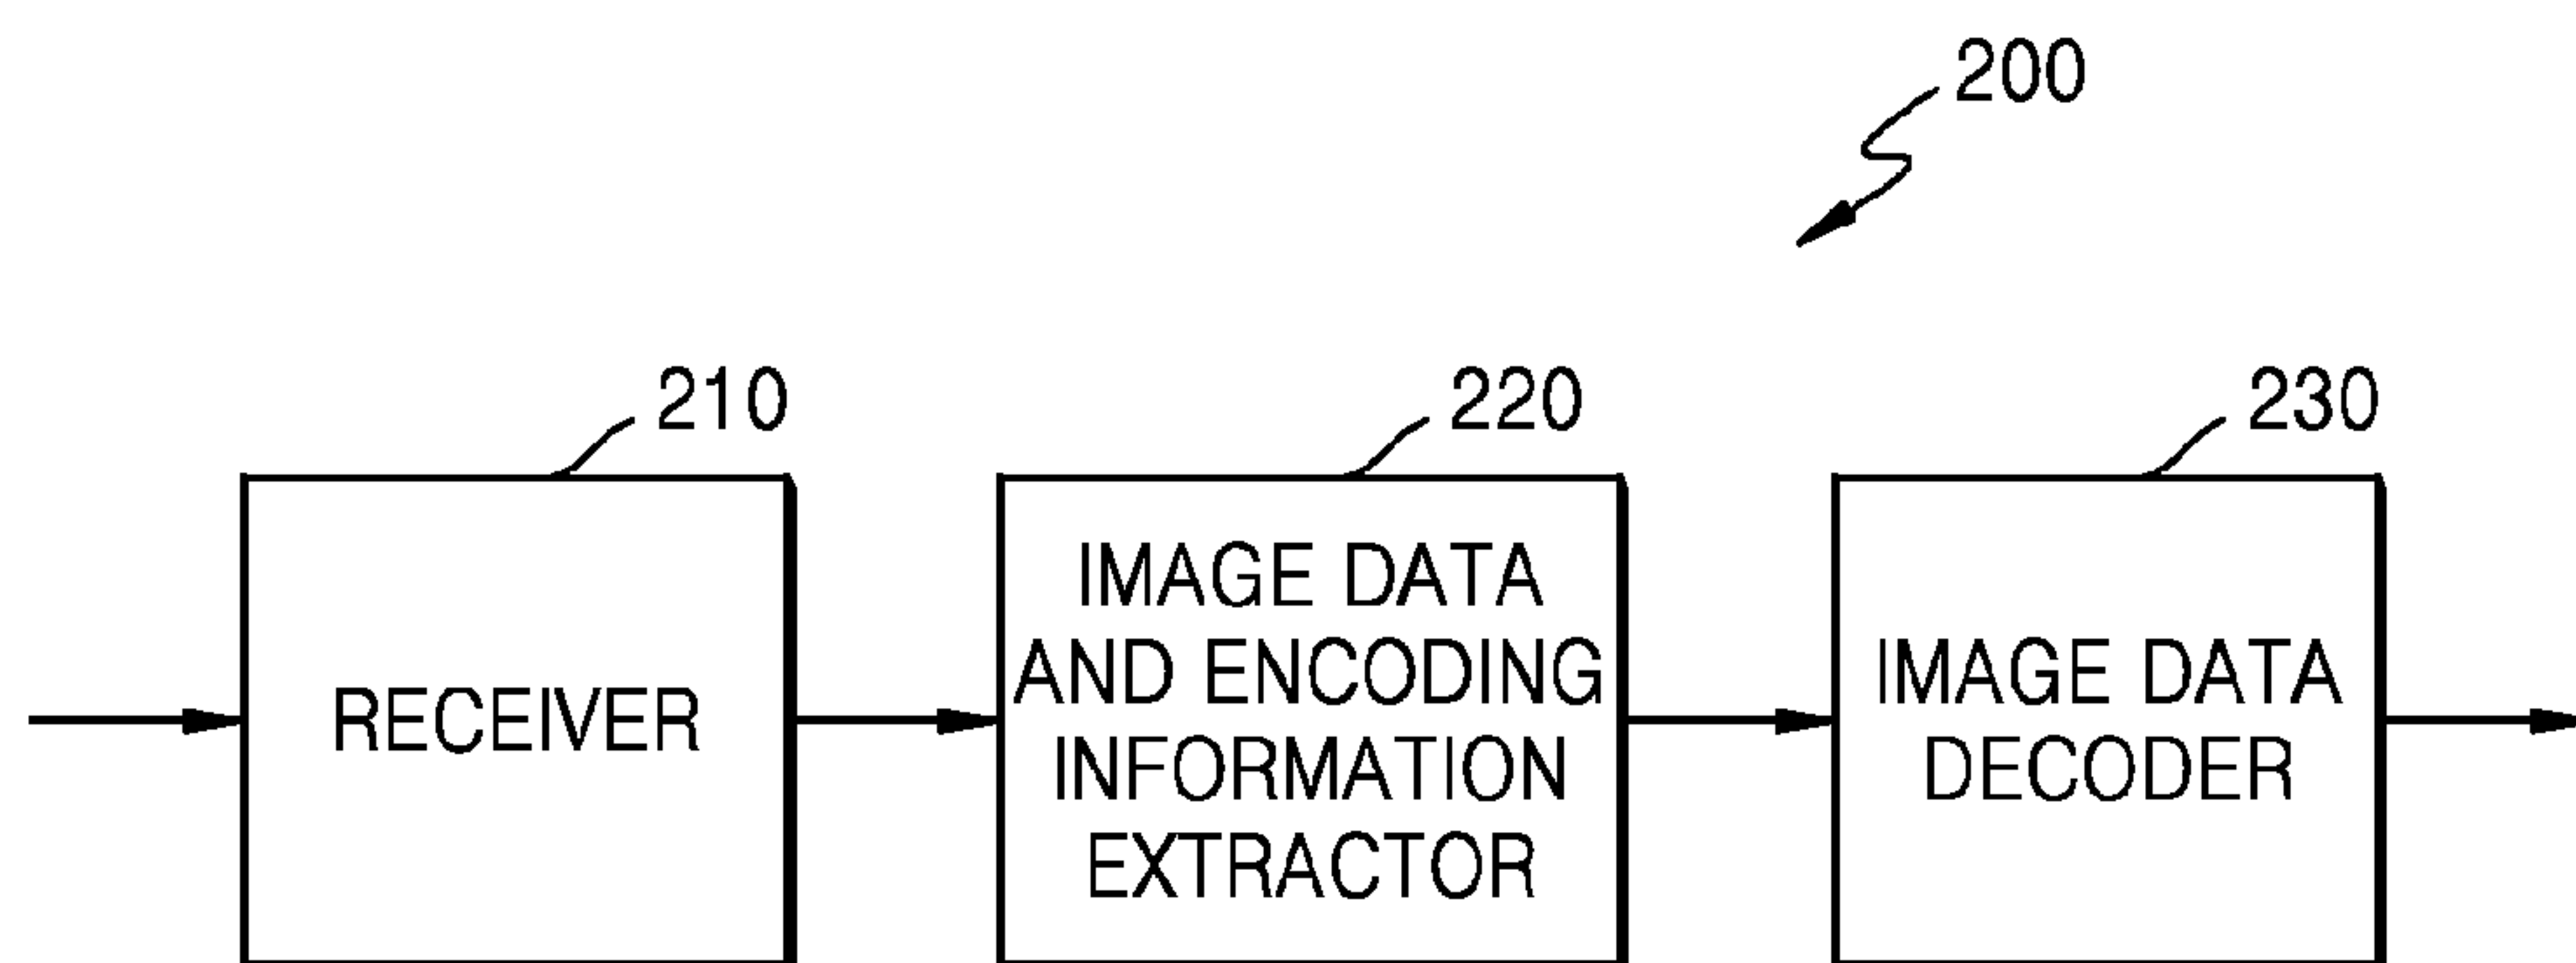 200
210
220
230
RECEIVER
IMAGE DATA
AND ENCODING
INFORMATION
EXTRACTOR
IMAGE DATA
DECODER